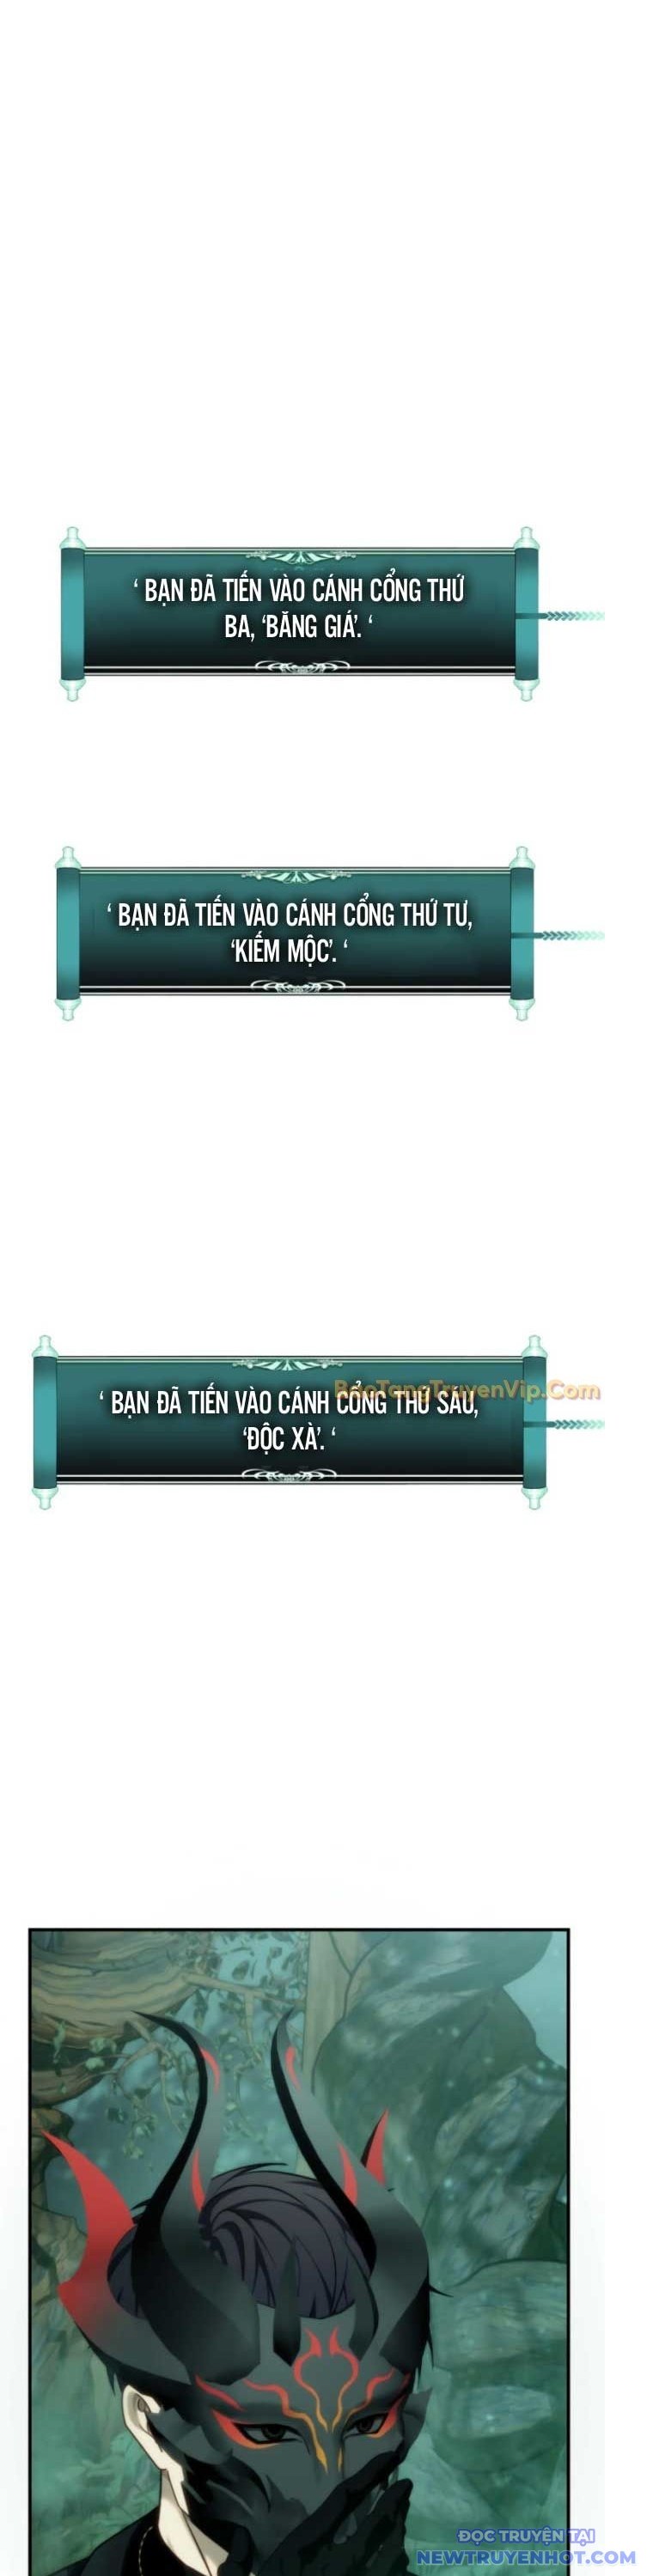 ‘ BẠN ĐÃ TIẾN VÀO CÁNH CỔNG THỨ
BA, ‘BĂNG GIÁ’. ‘
‘ BẠN ĐÃ TIẾN VÀO CÁNH CỔNG THỨ TƯ,
‘KIẾM MỘC’. ‘
BaoTangTruyenVip.Com
‘ BẠN ĐÃ TIẾN VÀO CÁNH CỔNG THỨ SÁU,
‘ĐỘC XÀ’. ‘
ĐỌC TRUYỆN TẠI
NEWTRUYENHOT.COM